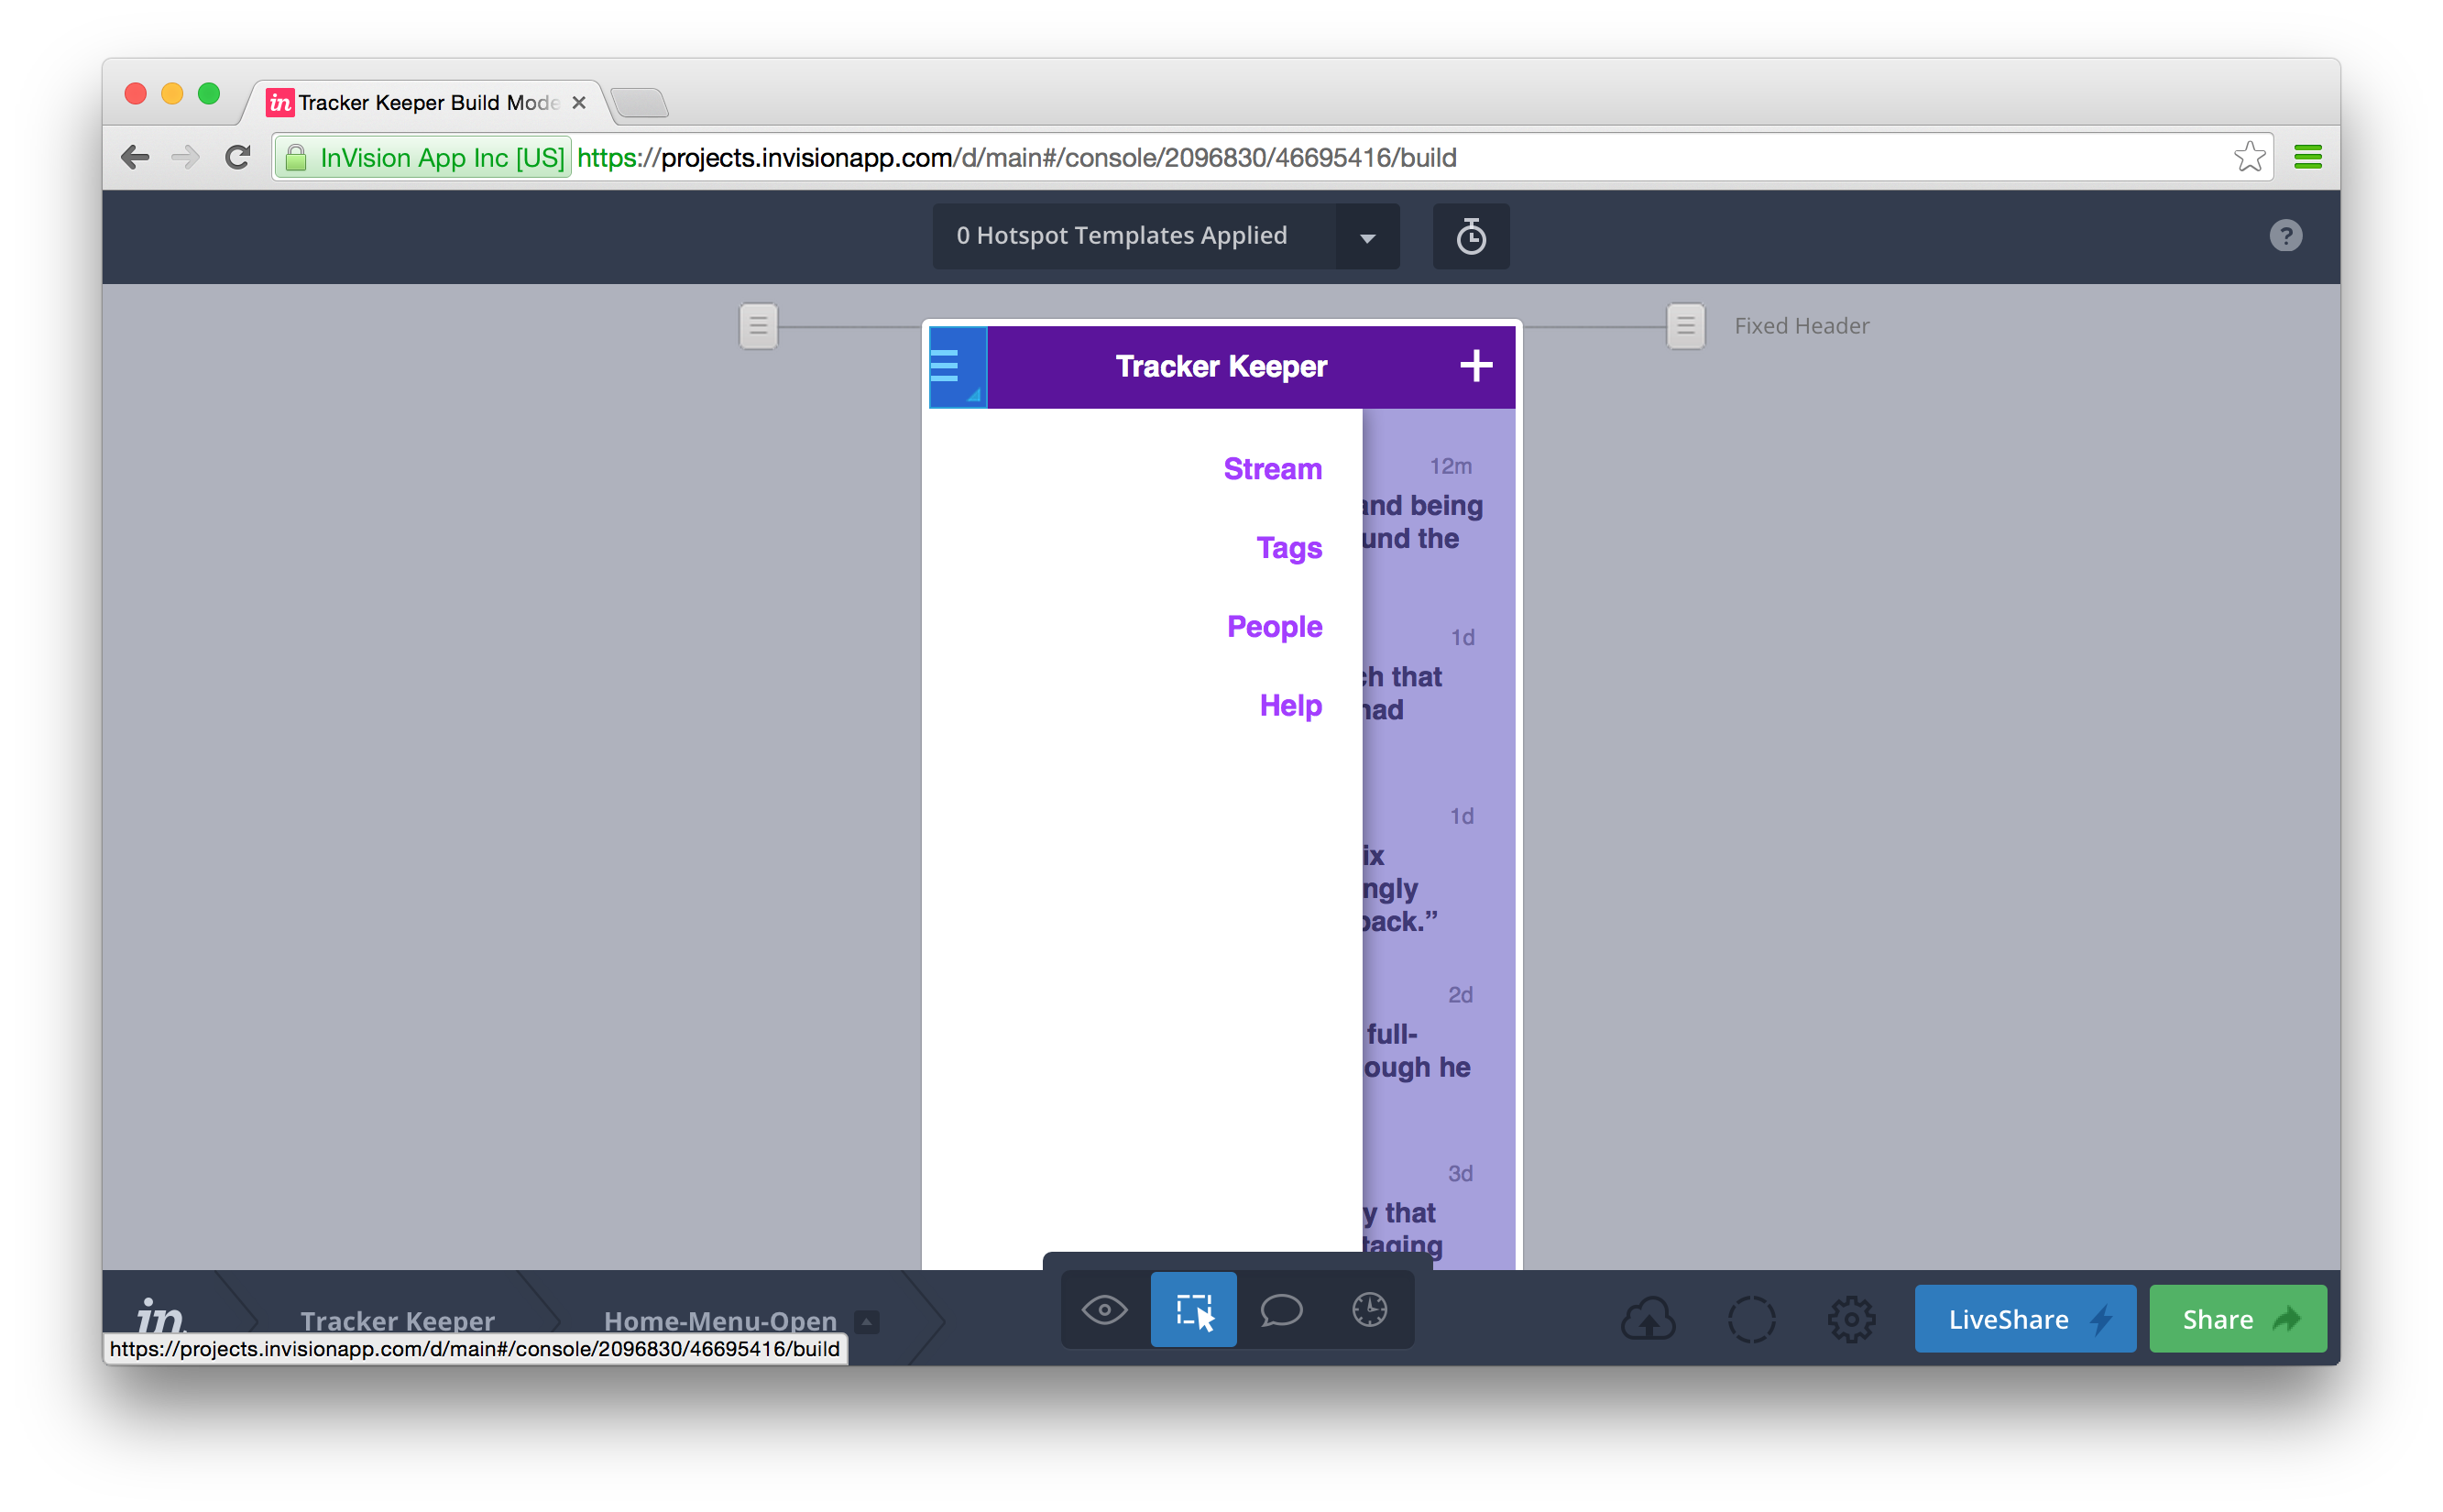 in Tracker Keeper Build Mode
InVision App Inc [US] https://projects.invisionapp.com/d/main#/console/2096830/46695416/build
0 Hotspot Templates Applied
?
Fixed Header
Tracker Keeper
Stream
12m
and being
und the
Tags
People
1d
ch that
had
Help
1d
ix
ngly
back.”
2d
full-
ough he
3d
y that
taging
in
Tracker Keeper
Home-Menu-Open
LiveShare
Share
https://projects.invisionapp.com/d/main#/console/2096830/46695416/build